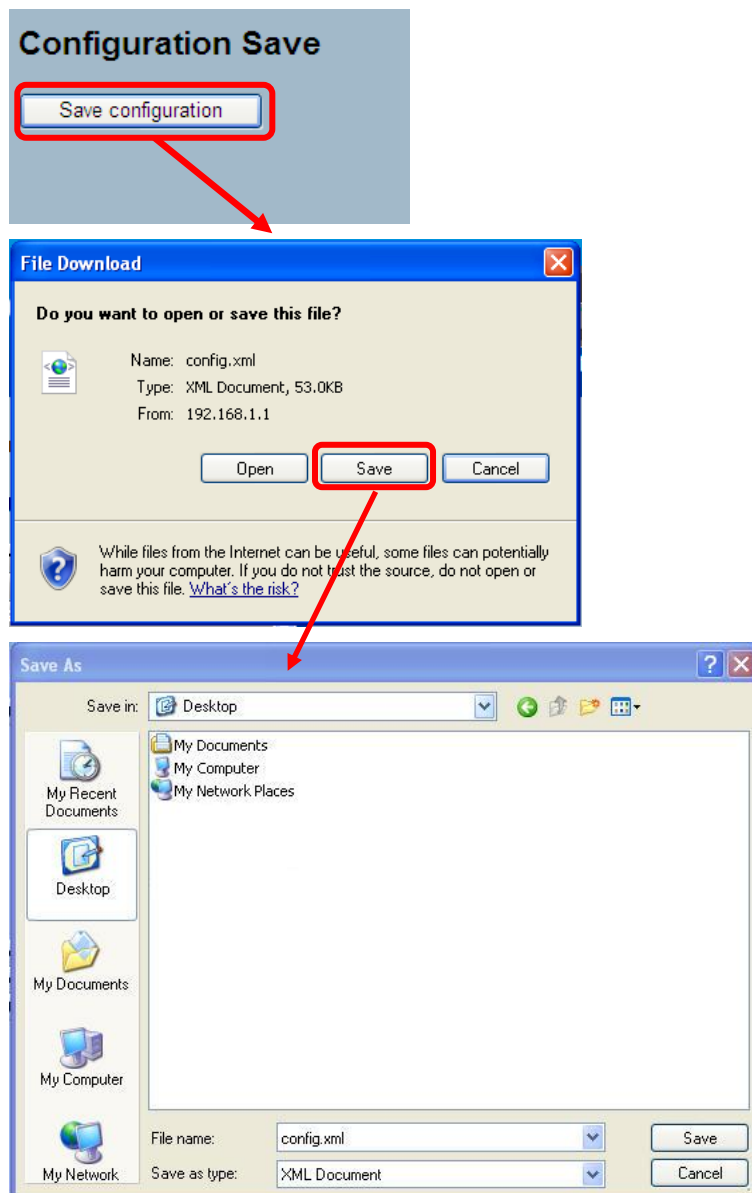 Configuration Save
Save configuration
File Download
Do you want to open or save this file?
Name: config.xml
Type: XML Document, 53.0KB
From: 192.168.1.1
Open
Save
Cancel
While files from the Internet can be useful, some files can potentially
harm your computer. If you do not trust the source, do not open or
save this file. What's the risk?
Save As
Save in:
Desktop
My Documents
My Computer
My Network Places
My Recent
Documents
Desktop
My Documents
My Computer
My Network
File name:
config.xml
Save
Save as type:
XML Document
Cancel